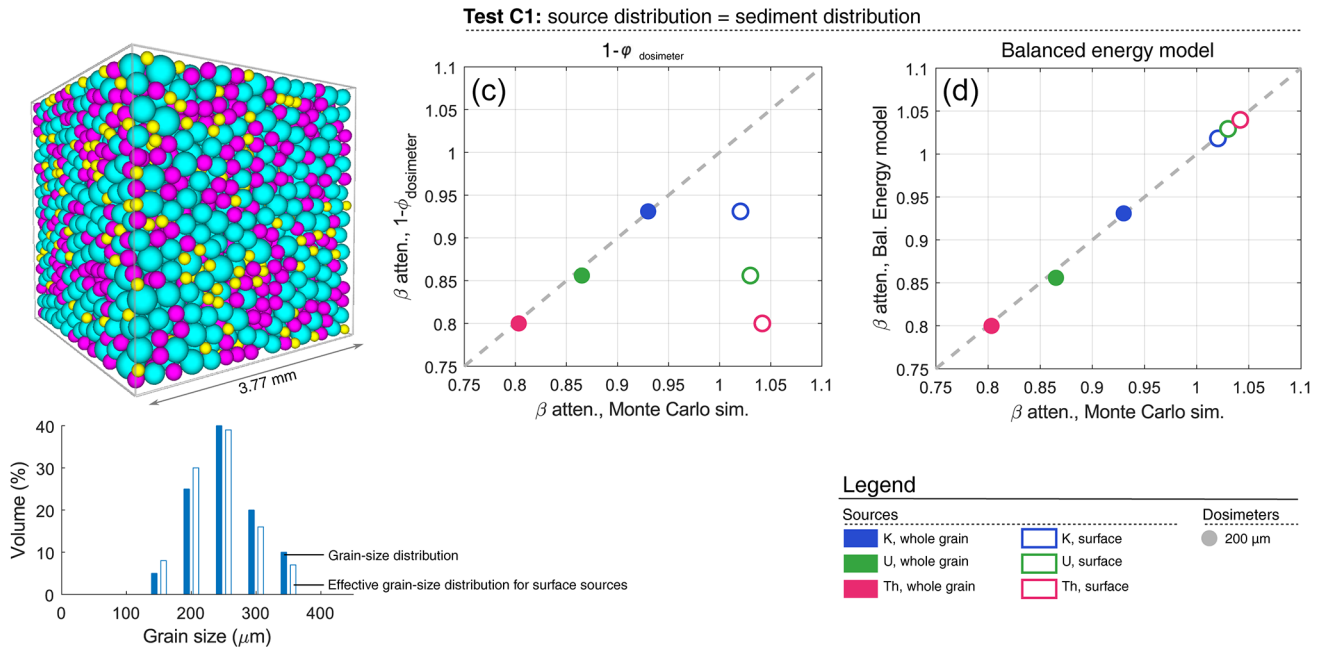 Test C1: source distribution = sediment distribution
3.77 mm
1-φ dosimeter
(c)
1.1
1.05
1
0.95
0.9
0.85
0.8
0.75
β atten., 1-ϕdosimeter
0.75 0.8 0.85 0.9 0.95 1 1.05 1.1
β atten., Monte Carlo sim.
Balanced energy model
(d)
1.1
1.05
1
0.95
0.9
0.85
0.8
0.75
β atten., Bal. Energy model
0.75 0.8 0.85 0.9 0.95 1 1.05 1.1
β atten., Monte Carlo sim.
40
30
20
10
0
Volume (%)
Grain-size distribution
Effective grain-size distribution for surface sources
0 100 200 300 400
Grain size (μm)
Legend
Sources Dosimeters
K, whole grain K, surface 200 μm
U, whole grain U, surface
Th, whole grain Th, surface